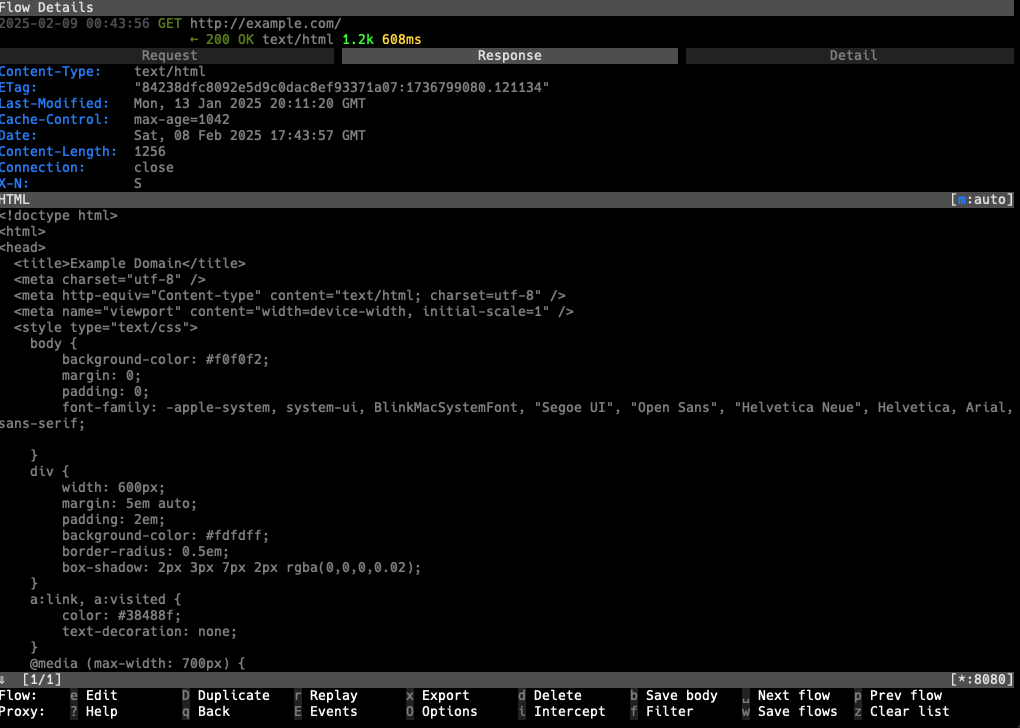 Flow Details
2025-02-09 00:43:56 GET http://example.com/
← 200 OK text/html 1.2k 608ms
Request Response Detail
Content-Type: text/html
ETag: "84238dfc8092e5d9c0dac8ef93371a07:1736799080.121134"
Last-Modified: Mon, 13 Jan 2025 20:11:20 GMT
Cache-Control: max-age=1042
Date: Sat, 08 Feb 2025 17:43:57 GMT
Content-Length: 1256
Connection: close
X-N: S
HTML [m:auto]
<!doctype html>
<html>
<head>
<title>Example Domain</title>
<meta charset="utf-8" />
<meta http-equiv="Content-type" content="text/html; charset=utf-8" />
<meta name="viewport" content="width=device-width, initial-scale=1" />
<style type="text/css">
body {
background-color: #f0f0f2;
margin: 0;
padding: 0;
font-family: -apple-system, system-ui, BlinkMacSystemFont, "Segoe UI", "Open Sans", "Helvetica Neue", Helvetica, Arial,
sans-serif;
}
div {
width: 600px;
margin: 5em auto;
padding: 2em;
background-color: #fdfdff;
border-radius: 0.5em;
box-shadow: 2px 3px 7px 2px rgba(0,0,0,0.02);
}
a:link, a:visited {
color: #38488f;
text-decoration: none;
}
@media (max-width: 700px) {
⇩ [1/1] [*:8080]
Flow: e Edit D Duplicate r Replay x Export d Delete b Save body ␣ Next flow p Prev flow
Proxy: ? Help q Back E Events O Options i Intercept f Filter w Save flows z Clear list